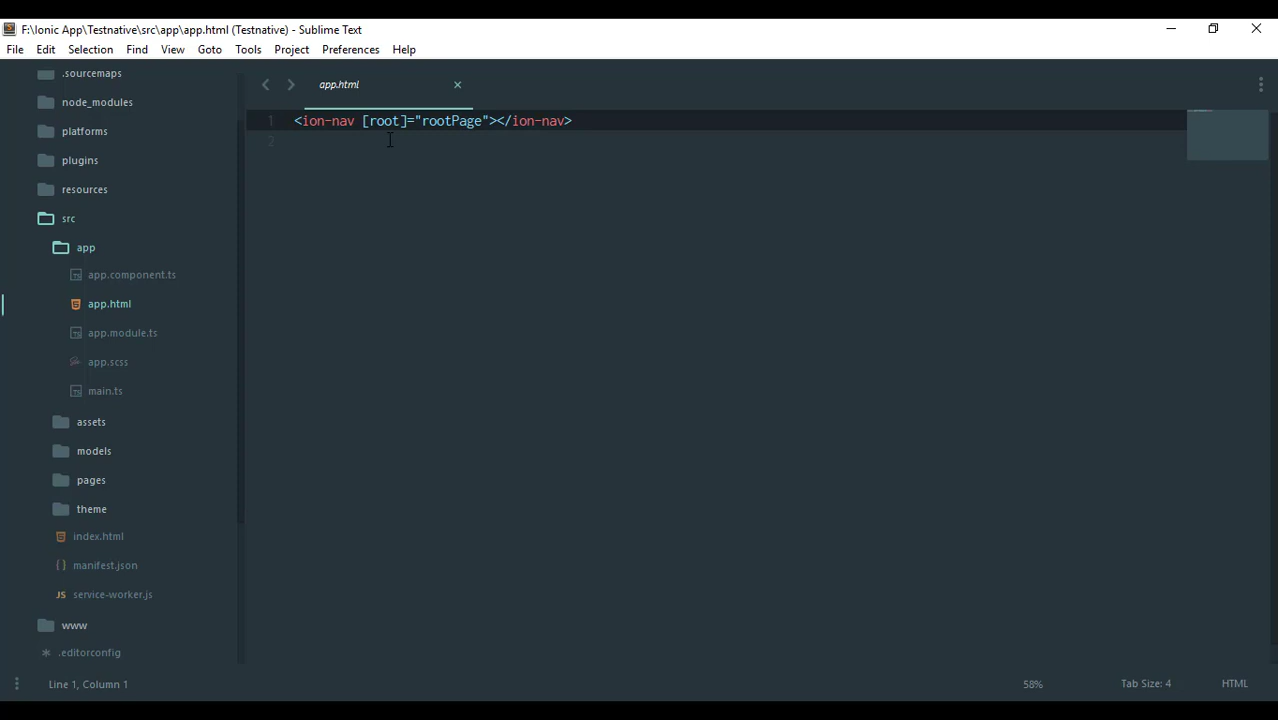 F:\Ionic App\Testnative\src\app\app.html (Testnative) - Sublime Text
File Edit Selection Find View Goto Tools Project Preferences Help
.sourcemaps
node_modules
platforms
plugins
resources
src
app
app.component.ts
app.html
app.module.ts
app.scss
main.ts
assets
models
pages
theme
index.html
manifest.json
JS service-worker.js
www
.editorconfig
app.html
1 <ion-nav [root]="rootPage"></ion-nav>
2
Line 1, Column 1
58%
Tab Size: 4
HTML